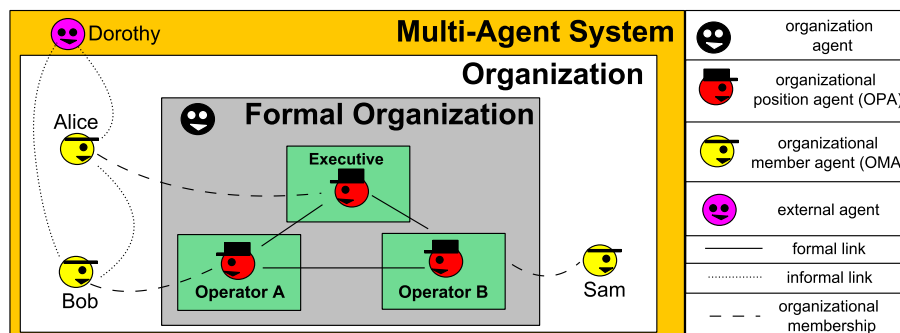 Dorothy
Multi-Agent System
Organization
Alice
Formal Organization
Executive
Operator A
Operator B
Bob
Sam
organization
agent
organizational
position agent (OPA)
organizational
member agent (OMA
external agent
formal link
informal link
organizational
membership